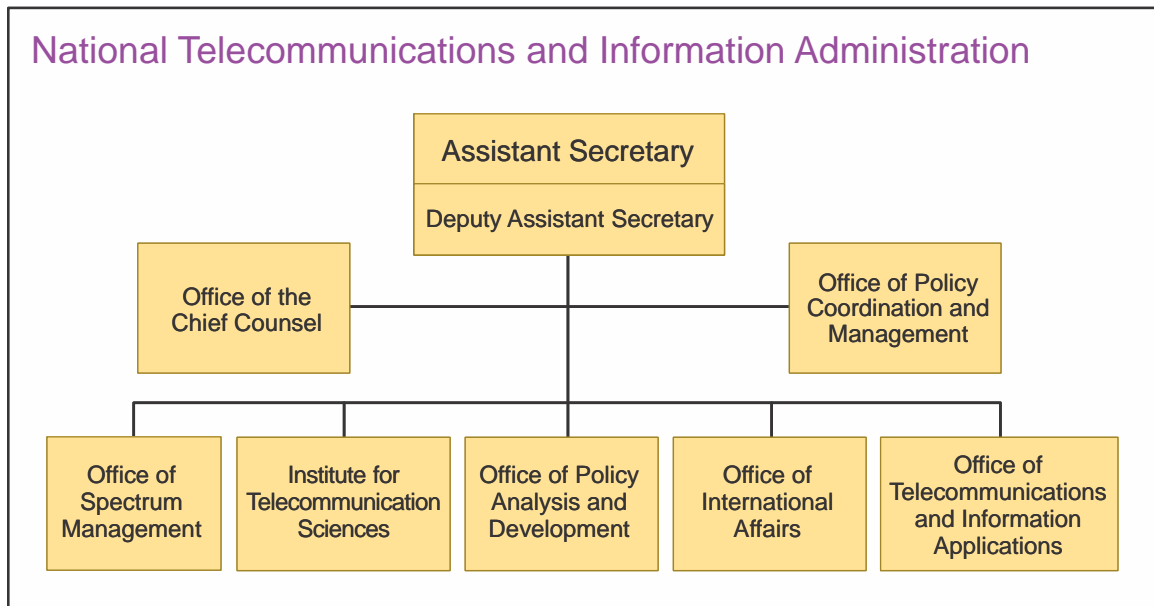 National Telecommunications and Information Administration
Assistant Secretary
Deputy Assistant Secretary
Office of the
Chief Counsel
Office of Policy
Coordination and
Management
Office of
Spectrum
Management
Institute for
Telecommunication
Sciences
Office of Policy
Analysis and
Development
Office of
International
Affairs
Office of
Telecommunications
and Information
Applications